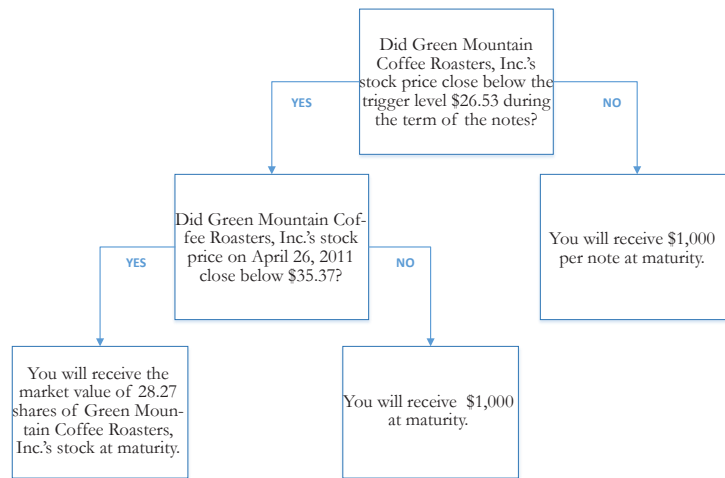 Did Green Mountain
Coffee Roasters, Inc.'s
stock price close below the
trigger level $26.53 during
the term of the notes?
YES
NO
Did Green Mountain Cof-
fee Roasters, Inc.'s stock
price on April 26, 2011
close below $35.37?
You will receive $1,000
per note at maturity.
YES
NO
You will receive the
market value of 28.27
shares of Green Moun-
tain Coffee Roasters,
Inc.'s stock at maturity.
You will receive $1,000
at maturity.